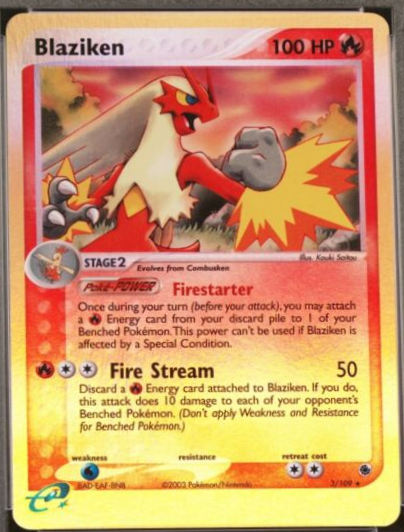 Blaziken 100 HP
Illus. Kouki Saitou
STAGE2 Evolves from Combusken
Poké-POWER Firestarter
Once during your turn (before your attack), you may attach
a Energy card from your discard pile to 1 of your
Benched Pokémon. This power can't be used if Blaziken is
affected by a Special Condition.
Fire Stream 50
Discard a Energy card attached to Blaziken. If you do,
this attack does 10 damage to each of your opponent's
Benched Pokémon. (Don't apply Weakness and Resistance
for Benched Pokémon.)
weakness resistance retreat cost
©2003 Pokémon/Nintendo 3/109 ★